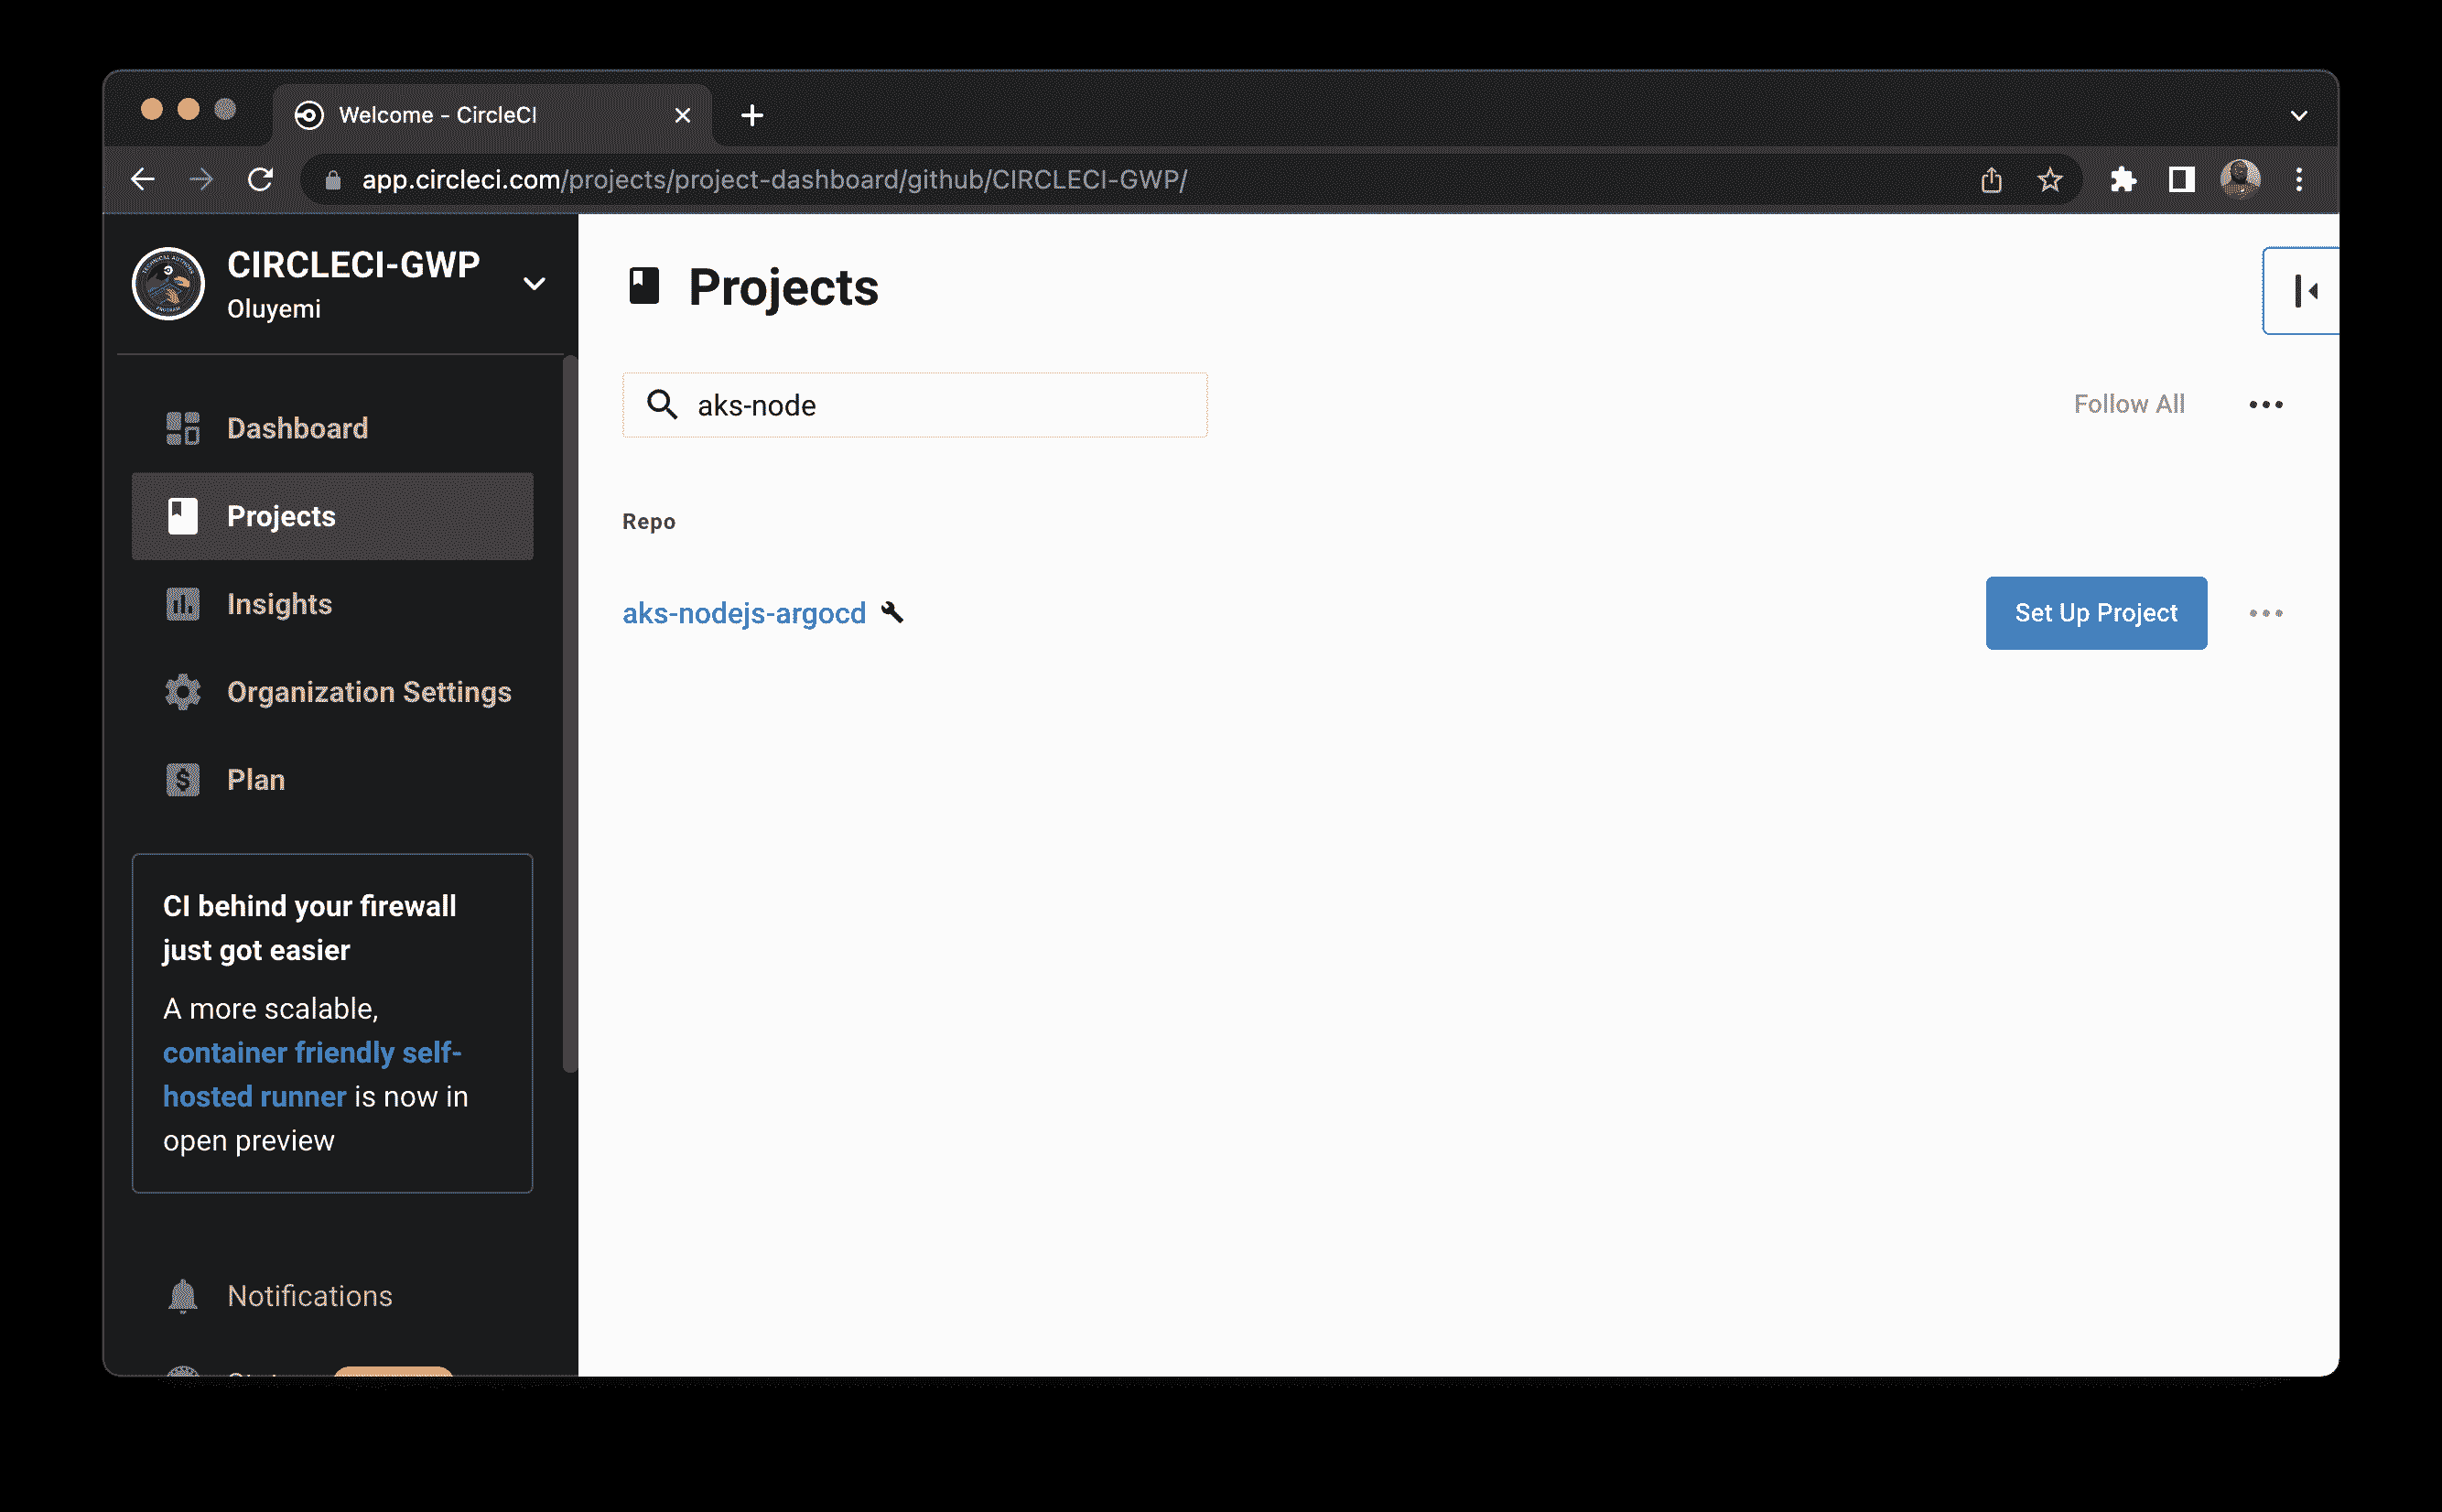 Welcome - CircleCI
app.circleci.com/projects/project-dashboard/github/CIRCLECI-GWP/
CIRCLECI-GWP
Oluyemi
Dashboard
Projects
Insights
Organization Settings
Plan
CI behind your firewall
just got easier
A more scalable,
container friendly self-
hosted runner is now in
open preview
Notifications
Projects
aks-node
Follow All
Repo
aks-nodejs-argocd
Set Up Project